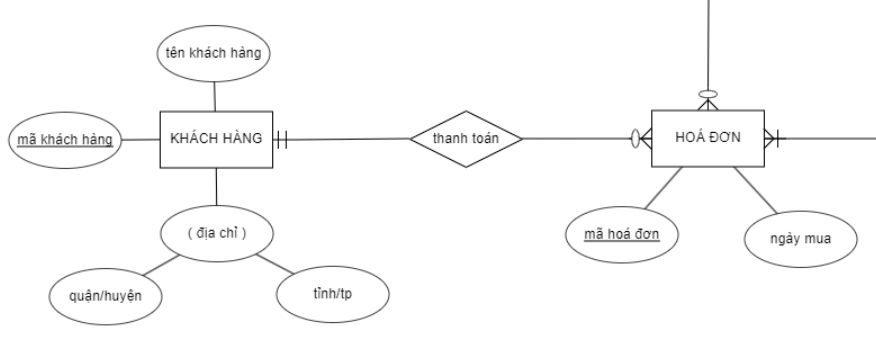 tên khách hàng
mã khách hàng
KHÁCH HÀNG
thanh toán
HOÁ ĐƠN
( địa chỉ )
mã hoá đơn
ngày mua
quận/huyện
tỉnh/tp